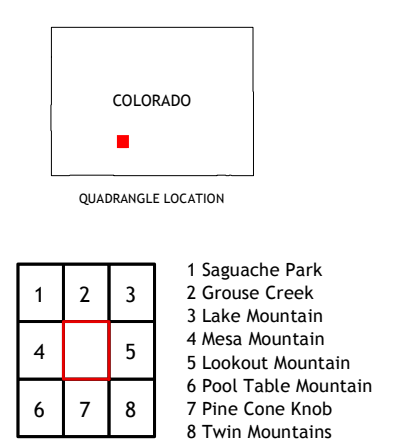 COLORADO
QUADRANGLE LOCATION
1 2 3
4 5
6 7 8
1 Saguache Park
2 Grouse Creek
3 Lake Mountain
4 Mesa Mountain
5 Lookout Mountain
6 Pool Table Mountain
7 Pine Cone Knob
8 Twin Mountains